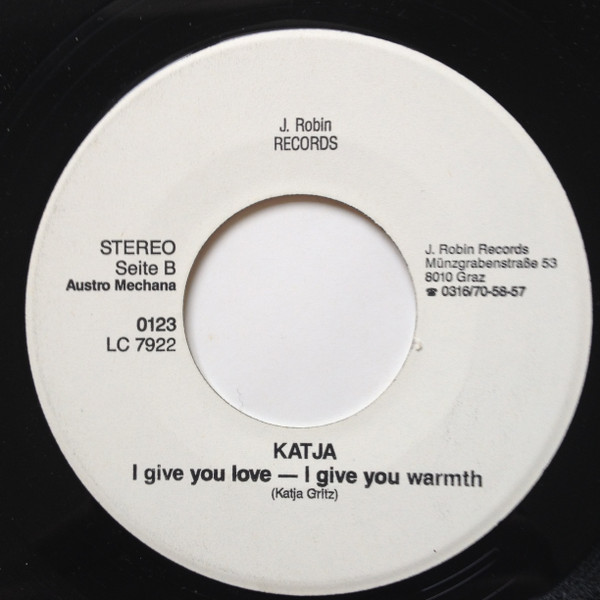 J. Robin
RECORDS
STEREO
Seite B
Austro Mechana
0123
LC 7922
J. Robin Records
Münzgrabenstraße 53
8010 Graz
☎ 0316/70-58-57
KATJA
I give you love — I give you warmth
(Katja Gritz)